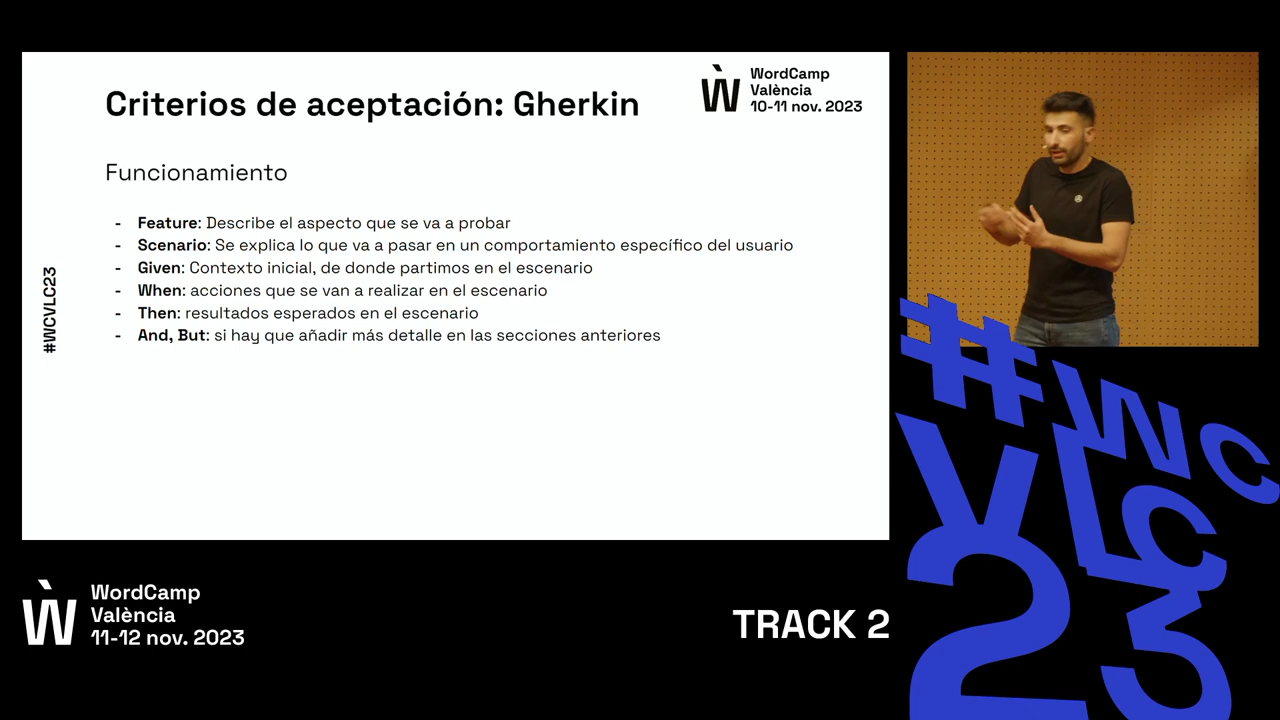 Criterios de aceptación: Gherkin
WordCamp
València
10-11 nov. 2023
Funcionamiento
- Feature: Describe el aspecto que se va a probar
- Scenario: Se explica lo que va a pasar en un comportamiento específico del usuario
- Given: Contexto inicial, de donde partimos en el escenario
- When: acciones que se van a realizar en el escenario
- Then: resultados esperados en el escenario
- And, But: si hay que añadir más detalle en las secciones anteriores
#WCVLC23
W
WordCamp
València
11-12 nov. 2023
TRACK 2
#WC
VLC
23